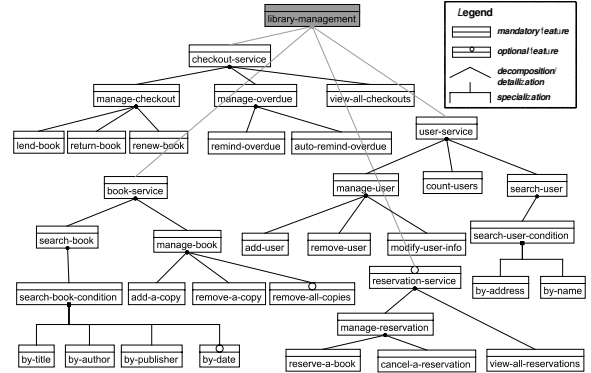 library-management
Legend
mandatory feature
optional feature
decomposition/
detailization
specialization
checkout-service
manage-checkout
manage-overdue
view-all-checkouts
user-service
lend-book
return-book
renew-book
remind-overdue
auto-remind-overdue
book-service
manage-user
count-users
search-user
search-book
manage-book
add-user
remove-user
modify-user-info
search-user-condition
reservation-service
search-book-condition
add-a-copy
remove-a-copy
remove-all-copies
by-address
by-name
manage-reservation
by-title
by-author
by-publisher
by-date
reserve-a-book
cancel-a-reservation
view-all-reservations